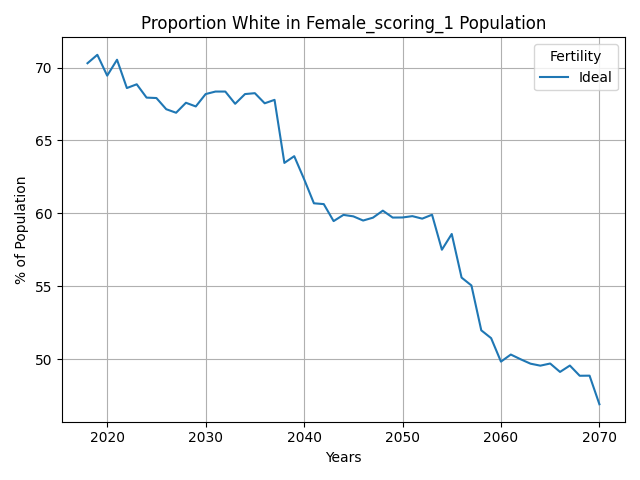 Proportion White in Female_scoring_1 Population
Fertility
Ideal
% of Population
70
65
60
55
50
2020 2030 2040 2050 2060 2070
Years